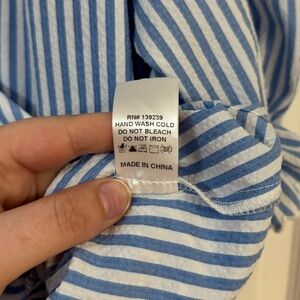 RN# 139239
HAND WASH COLD
DO NOT BLEACH
DO NOT IRON
MADE IN CHINA